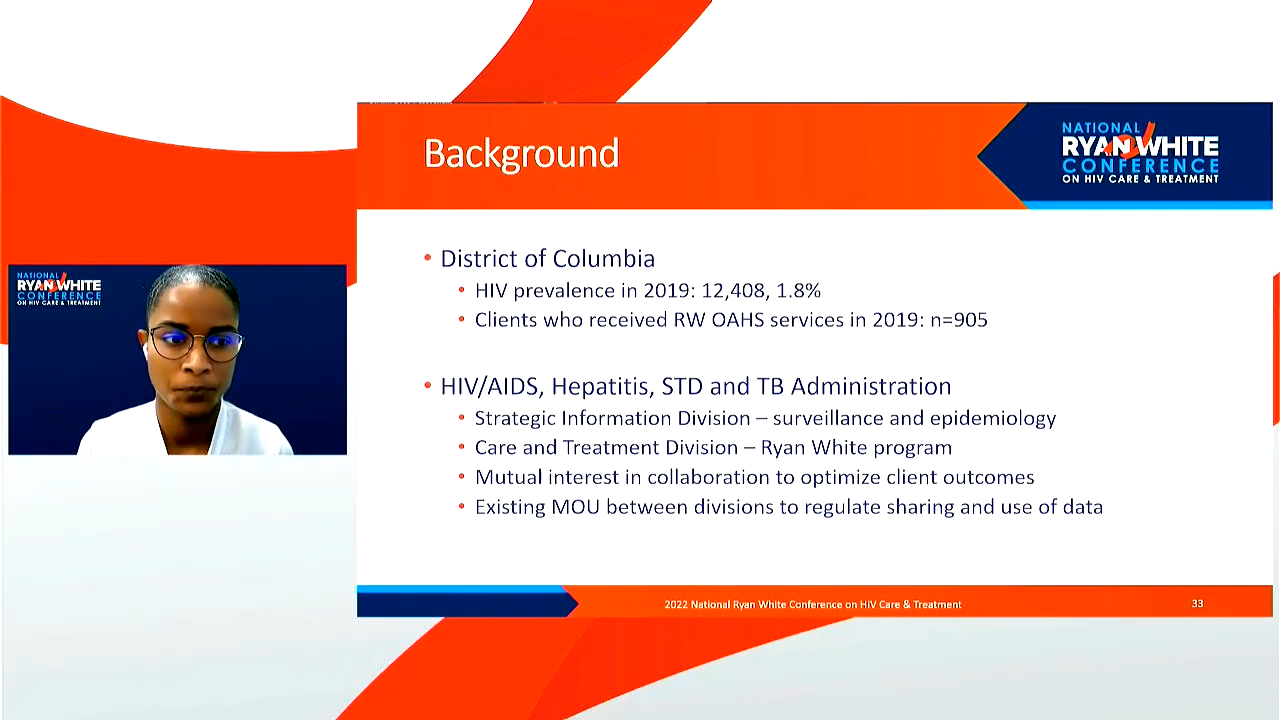 Background
NATIONAL
RYAN WHITE
CONFERENCE
ON HIV CARE & TREATMENT
• District of Columbia
• HIV prevalence in 2019: 12,408, 1.8%
• Clients who received RW OAHS services in 2019: n=905
• HIV/AIDS, Hepatitis, STD and TB Administration
• Strategic Information Division – surveillance and epidemiology
• Care and Treatment Division – Ryan White program
• Mutual interest in collaboration to optimize client outcomes
• Existing MOU between divisions to regulate sharing and use of data
2022 National Ryan White Conference on HIV Care & Treatment
33
NATIONAL
RYAN WHITE
CONFERENCE
ON HIV CARE & TREATMENT